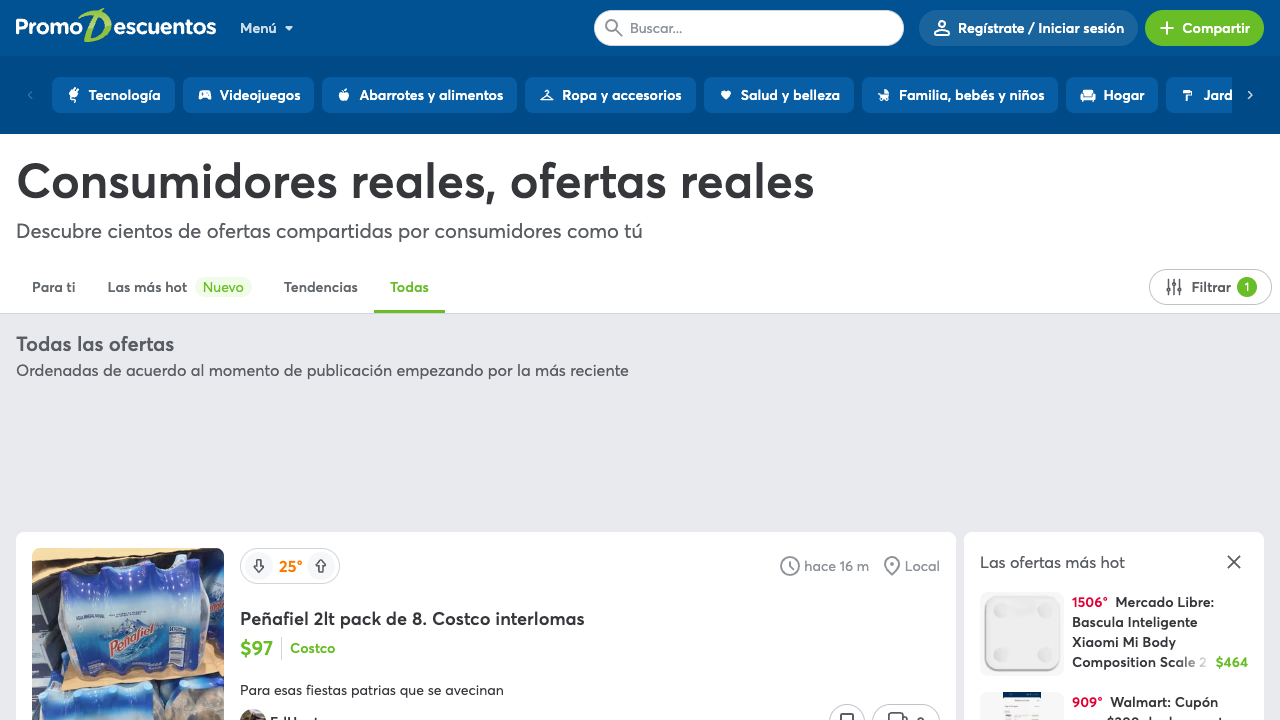 PromoDescuentos
Menú
Buscar...
Regístrate / Iniciar sesión
Compartir
Tecnología
Videojuegos
Abarrotes y alimentos
Ropa y accesorios
Salud y belleza
Familia, bebés y niños
Hogar
Jard
Consumidores reales, ofertas reales
Descubre cientos de ofertas compartidas por consumidores como tú
Para ti
Las más hot Nuevo
Tendencias
Todas
Filtrar 1
Todas las ofertas
Ordenadas de acuerdo al momento de publicación empezando por la más reciente
25°
hace 16 m
Local
Peñafiel 2lt pack de 8. Costco interlomas
$97
Costco
Para esas fiestas patrias que se avecinan
Peñafiel
Las ofertas más hot
1506° Mercado Libre:
Bascula Inteligente
Xiaomi Mi Body
Composition Scale 2 $464
909° Walmart: Cupón